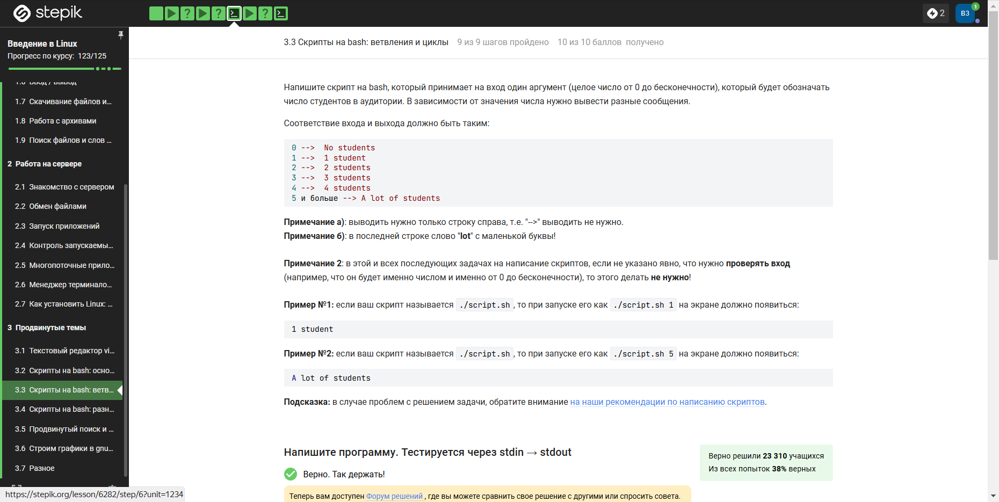 stepik
2
ВЗ
1
Введение в Linux
Прогресс по курсу: 123/125
1.6 Ввод / вывод
1.7 Скачивание файлов и...
1.8 Работа с архивами
1.9 Поиск файлов и слов ...
2 Работа на сервере
2.1 Знакомство с сервером
2.2 Обмен файлами
2.3 Запуск приложений
2.4 Контроль запускаемы...
2.5 Многопоточные прило...
2.6 Менеджер терминало...
2.7 Как установить Linux: ...
3 Продвинутые темы
3.1 Текстовый редактор vi...
3.2 Скрипты на bash: осно...
3.3 Скрипты на bash: ветв...
3.4 Скрипты на bash: разн...
3.5 Продвинутый поиск и ...
3.6 Строим графики в gnu...
3.7 Разное
https://stepik.org/lesson/6282/step/6?unit=1234
3.3 Скрипты на bash: ветвления и циклы 9 из 9 шагов пройдено 10 из 10 баллов получено
Напишите скрипт на bash, который принимает на вход один аргумент (целое число от 0 до бесконечности), который будет обозначать
число студентов в аудитории. В зависимости от значения числа нужно вывести разные сообщения.
Соответствие входа и выхода должно быть таким:
0 --> No students
1 --> 1 student
2 --> 2 students
3 --> 3 students
4 --> 4 students
5 и больше --> A lot of students
Примечание а): выводить нужно только строку справа, т.е. "-->" выводить не нужно.
Примечание б): в последней строке слово "lot" с маленькой буквы!
Примечание 2: в этой и всех последующих задачах на написание скриптов, если не указано явно, что нужно проверять вход
(например, что он будет именно числом и именно от 0 до бесконечности), то этого делать не нужно!
Пример №1: если ваш скрипт называется ./script.sh, то при запуске его как ./script.sh 1 на экране должно появиться:
1 student
Пример №2: если ваш скрипт называется ./script.sh, то при запуске его как ./script.sh 5 на экране должно появиться:
A lot of students
Подсказка: в случае проблем с решением задачи, обратите внимание на наши рекомендации по написанию скриптов.
Напишите программу. Тестируется через stdin → stdout
Верно. Так держать!
Верно решили 23 310 учащихся
Из всех попыток 38% верных
Теперь вам доступен Форум решений, где вы можете сравнить свое решение с другими или спросить совета.